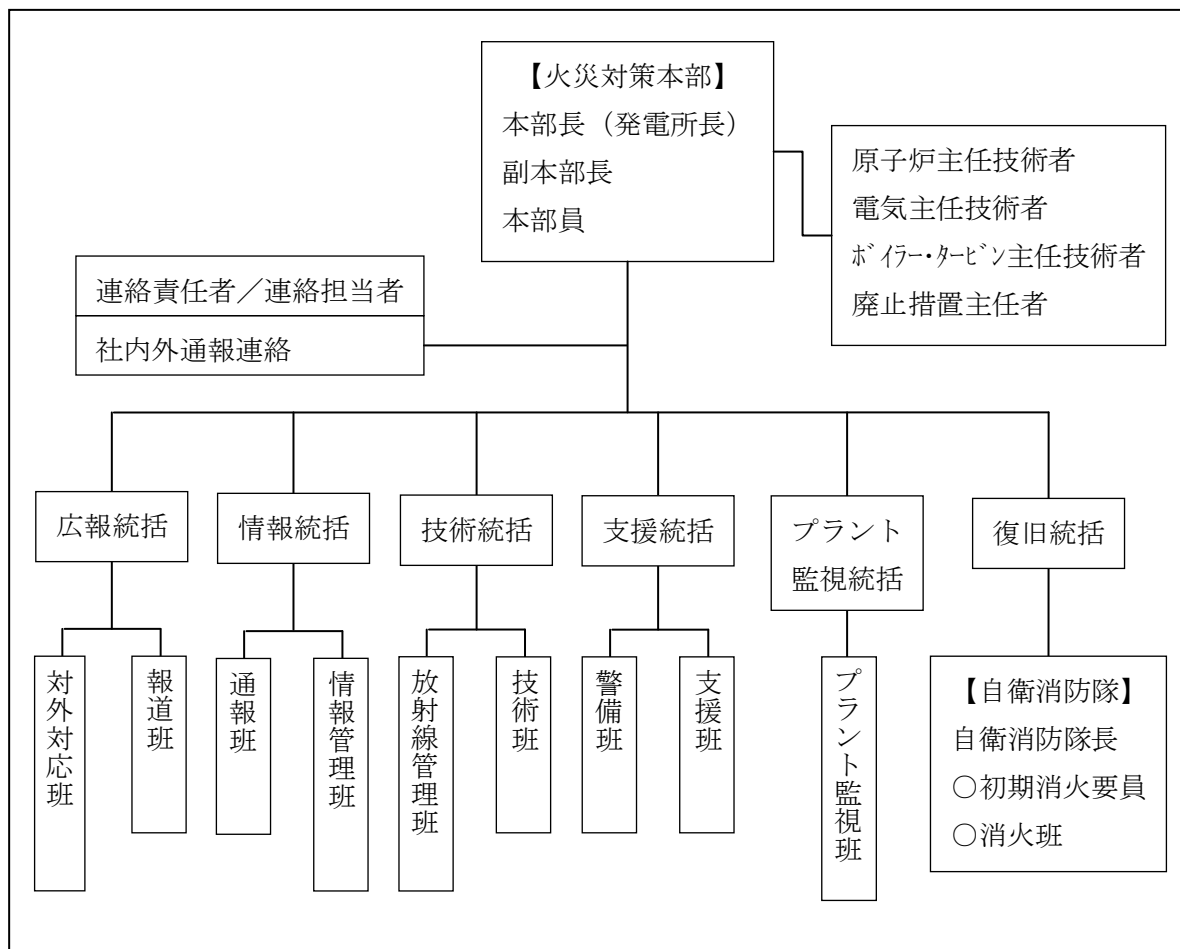 【火災対策本部】
本部長（発電所長）
副本部長
本部員
原子炉主任技術者
電気主任技術者
ﾎﾞｲﾗｰ・ﾀｰﾋﾞﾝ主任技術者
廃止措置主任者
連絡責任者／連絡担当者
社内外通報連絡
広報統括
情報統括
技術統括
支援統括
プラント
監視統括
復旧統括
対外対応班
報道班
通報班
情報管理班
放射線管理班
技術班
警備班
支援班
プラント監視班
【自衛消防隊】
自衛消防隊長
○初期消火要員
○消火班